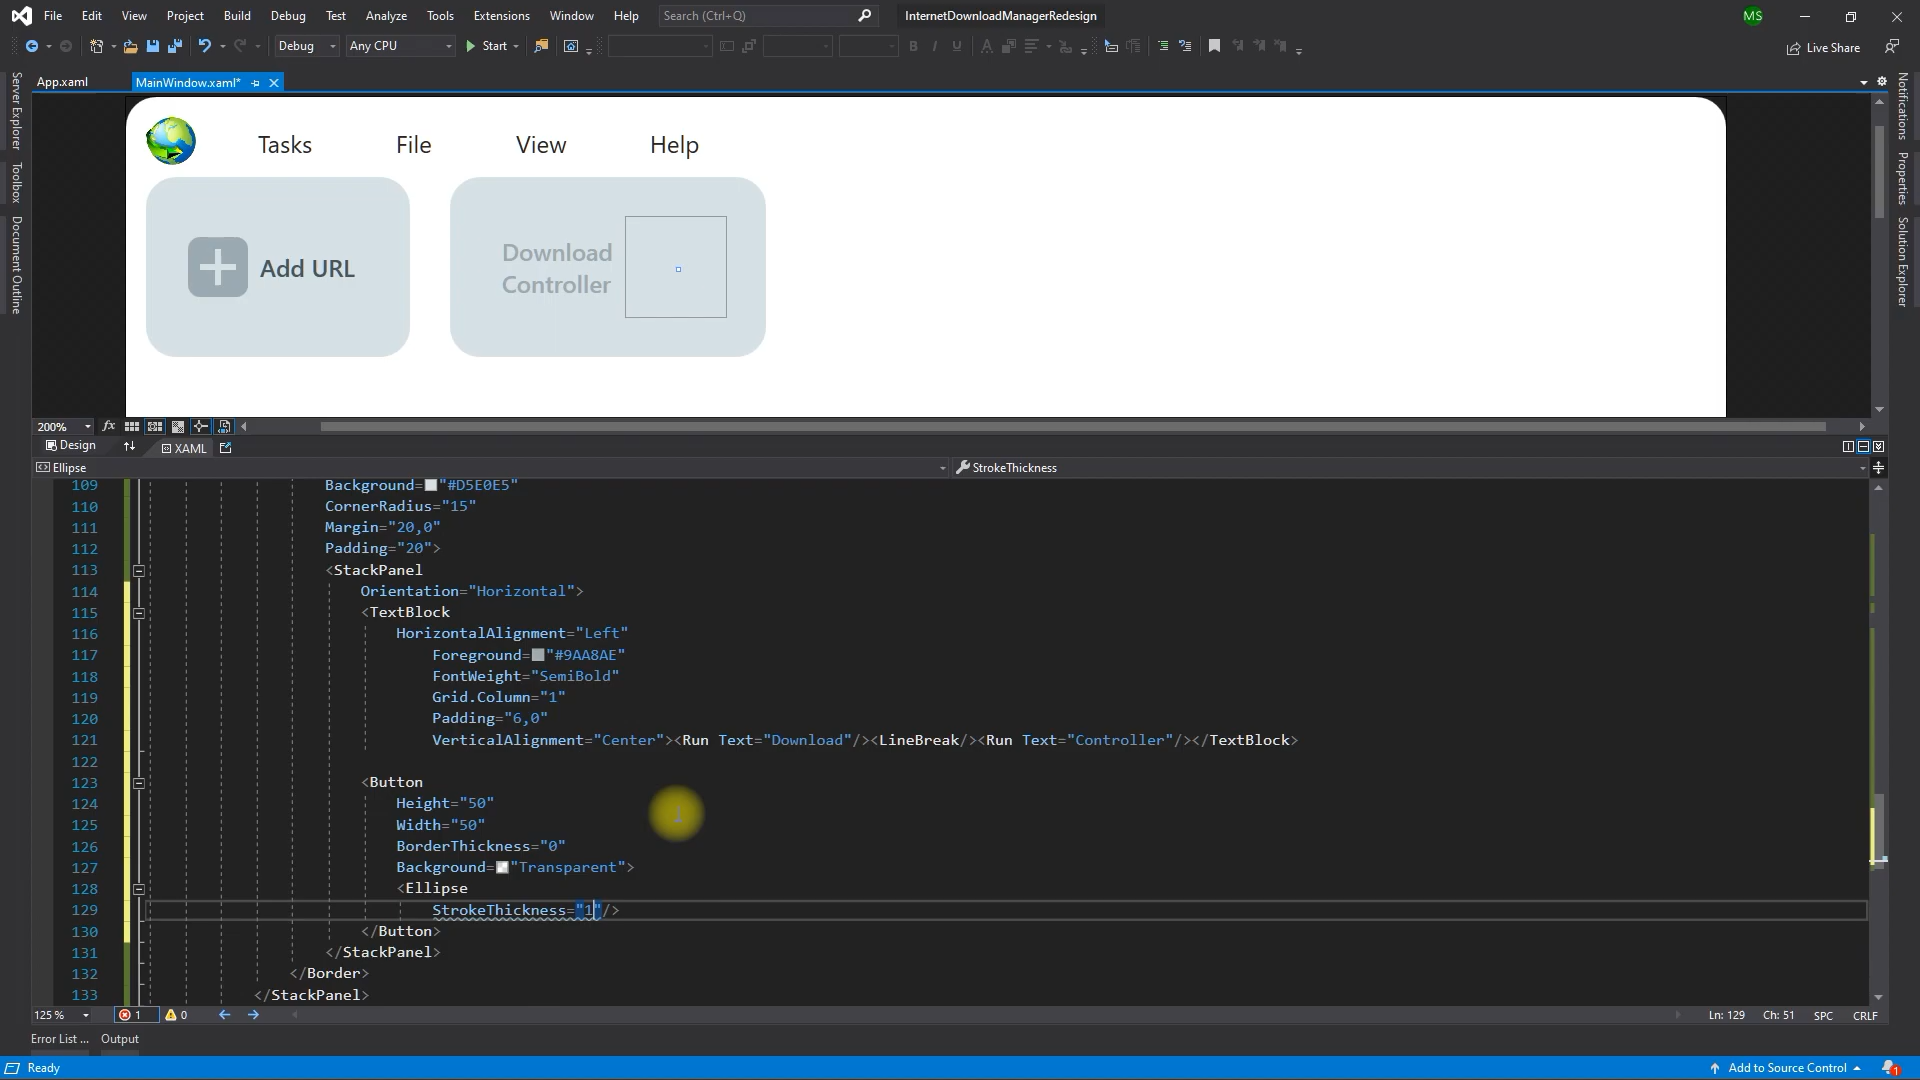 File Edit View Project Build Debug Test Analyze Tools Extensions Window Help Search (Ctrl+Q) InternetDownloadManagerRedesign MS
Debug Any CPU Start Live Share
App.xaml MainWindow.xaml*
Server Explorer
Toolbox
Document Outline
Notifications
Properties
Solution Explorer
Tasks File View Help
Add URL
Download
Controller
200% fx
Design XAML
Ellipse StrokeThickness
109 Background="#D5E0E5"
110 CornerRadius="15"
111 Margin="20,0"
112 Padding="20">
113 <StackPanel
114 Orientation="Horizontal">
115 <TextBlock
116 HorizontalAlignment="Left"
117 Foreground="#9AA8AE"
118 FontWeight="SemiBold"
119 Grid.Column="1"
120 Padding="6,0"
121 VerticalAlignment="Center"><Run Text="Download"/><LineBreak/><Run Text="Controller"/></TextBlock>
122
123 <Button
124 Height="50"
125 Width="50"
126 BorderThickness="0"
127 Background="Transparent">
128 <Ellipse
129 StrokeThickness="1"/>
130 </Button>
131 </StackPanel>
132 </Border>
133 </StackPanel>
125 % 1 0 Ln: 129 Ch: 51 SPC CRLF
Error List ... Output
Ready Add to Source Control 1